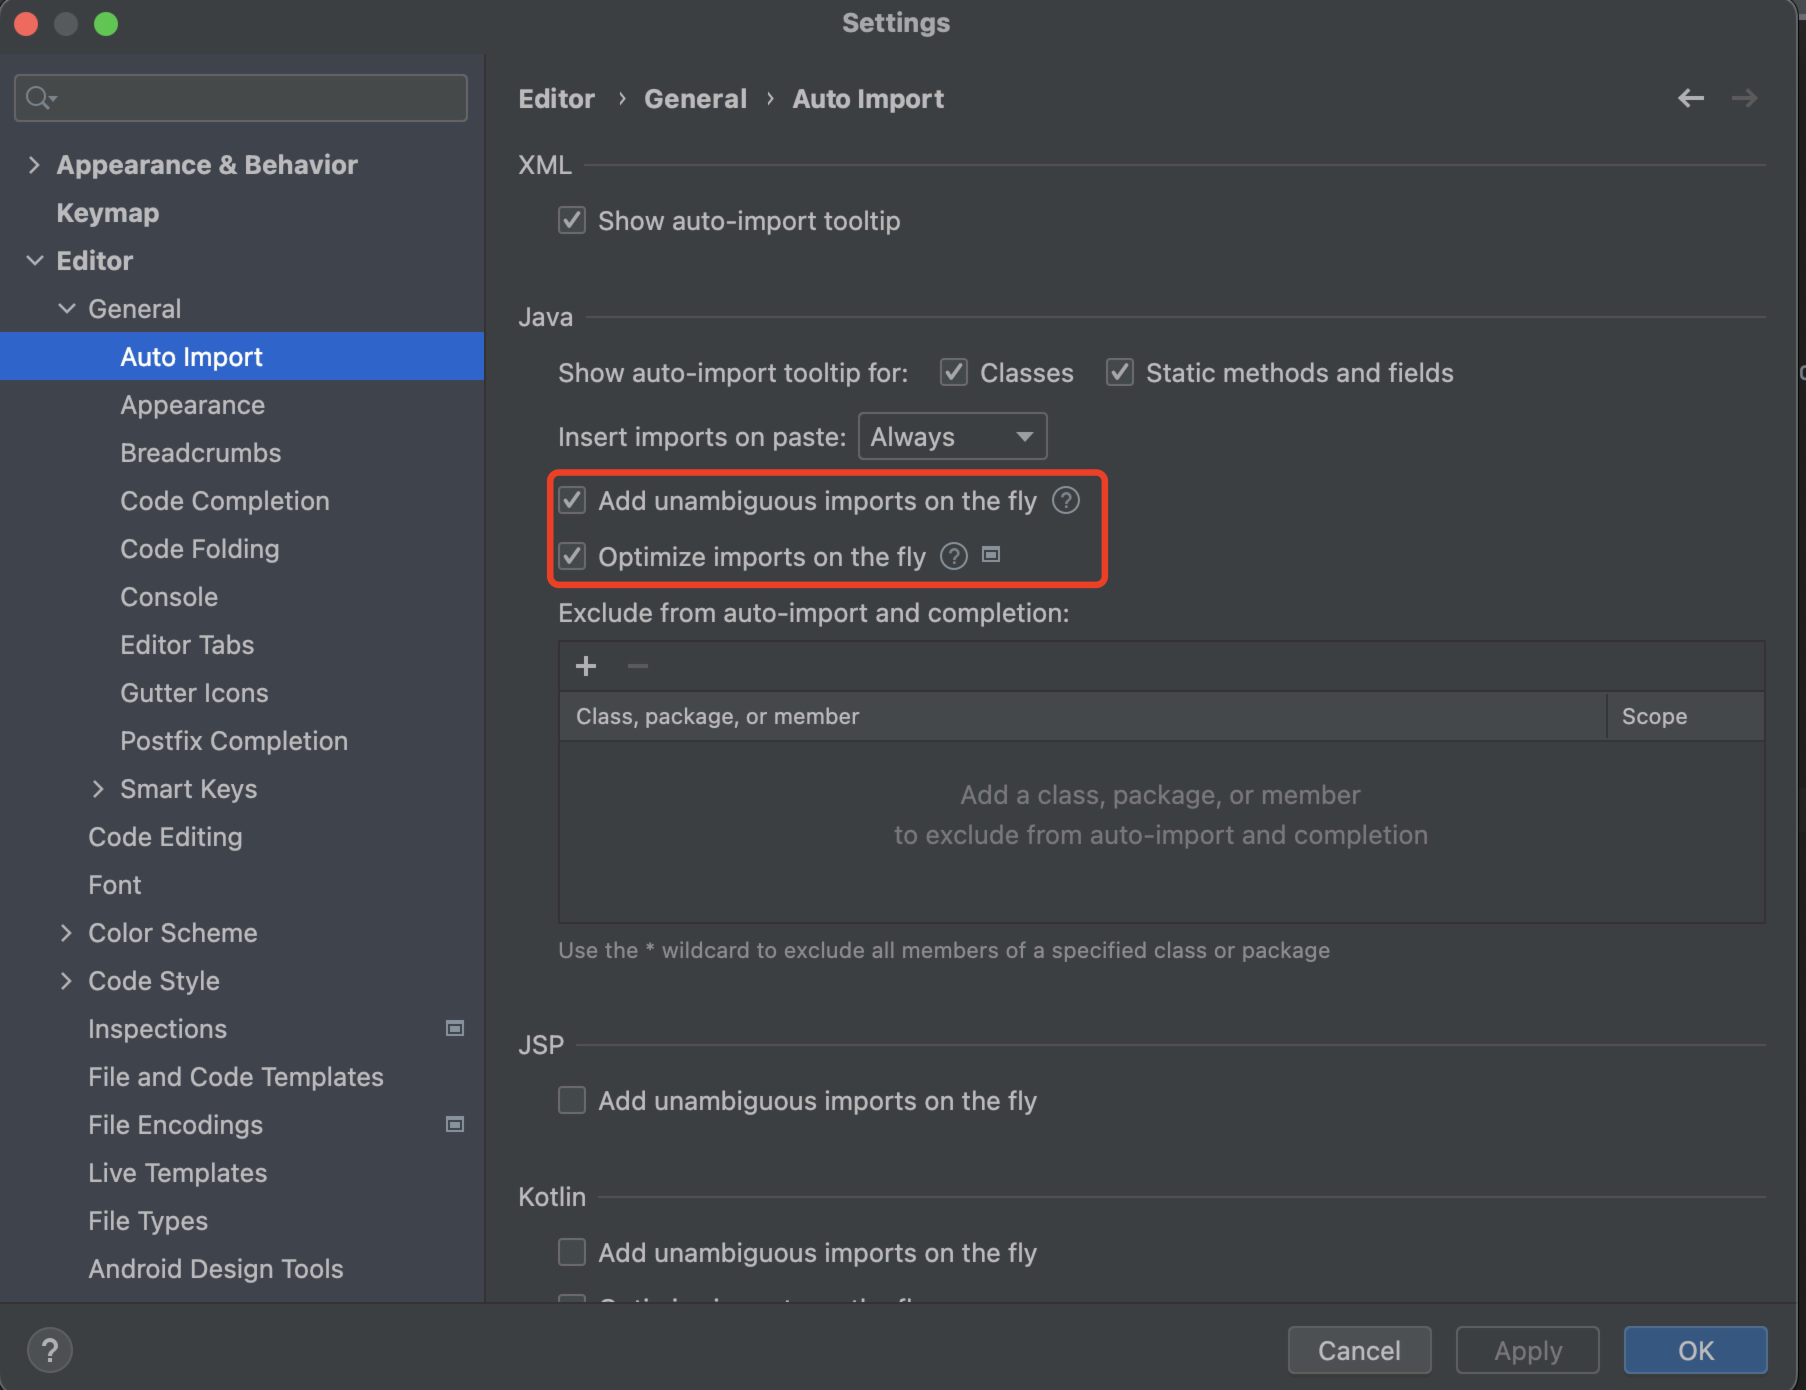 Settings
Appearance & Behavior
Keymap
Editor
General
Auto Import
Appearance
Breadcrumbs
Code Completion
Code Folding
Console
Editor Tabs
Gutter Icons
Postfix Completion
Smart Keys
Code Editing
Font
Color Scheme
Code Style
Inspections
File and Code Templates
File Encodings
Live Templates
File Types
Android Design Tools
Editor › General › Auto Import
XML
Show auto-import tooltip
Java
Show auto-import tooltip for: Classes Static methods and fields
Insert imports on paste: Always
Add unambiguous imports on the fly ?
Optimize imports on the fly ?
Exclude from auto-import and completion:
+ −
Class, package, or member Scope
Add a class, package, or member
to exclude from auto-import and completion
Use the * wildcard to exclude all members of a specified class or package
JSP
Add unambiguous imports on the fly
Kotlin
Add unambiguous imports on the fly
? Cancel Apply OK